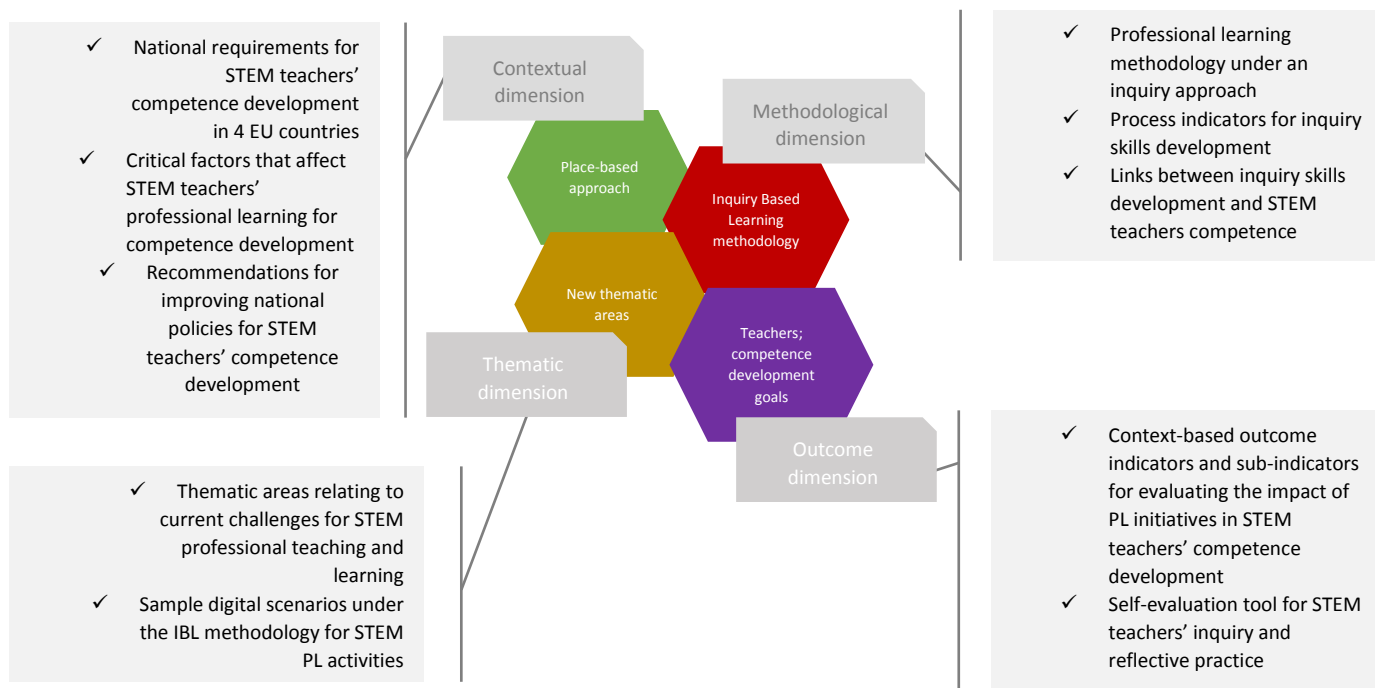 ✓ National requirements for
STEM teachers'
competence development
in 4 EU countries
✓ Critical factors that affect
STEM teachers'
professional learning for
competence development
✓ Recommendations for
improving national
policies for STEM
teachers' competence
development
Contextual
dimension
Methodological
dimension
Place-based
approach
Inquiry Based
Learning
methodology
New thematic
areas
Teachers;
competence
development
goals
Thematic
dimension
Outcome
dimension
✓ Professional learning
methodology under an
inquiry approach
✓ Process indicators for inquiry
skills development
✓ Links between inquiry skills
development and STEM
teachers competence
✓ Thematic areas relating to
current challenges for STEM
professional teaching and
learning
✓ Sample digital scenarios under
the IBL methodology for STEM
PL activities
✓ Context-based outcome
indicators and sub-indicators
for evaluating the impact of
PL initiatives in STEM
teachers' competence
development
✓ Self-evaluation tool for STEM
teachers' inquiry and
reflective practice